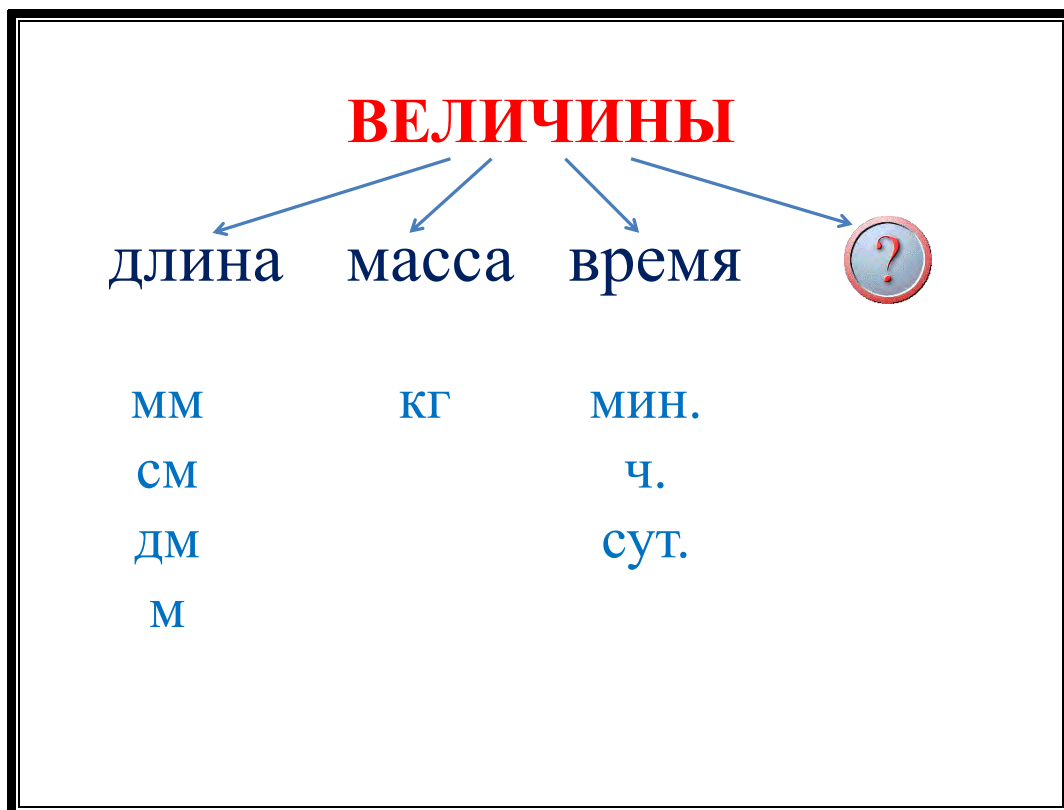 ВЕЛИЧИНЫ
длина масса время ?
мм кг мин.
см ч.
дм сут.
м